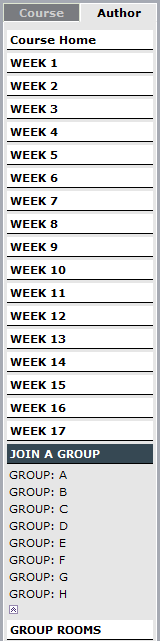 Course Author
Course Home
WEEK 1
WEEK 2
WEEK 3
WEEK 4
WEEK 5
WEEK 6
WEEK 7
WEEK 8
WEEK 9
WEEK 10
WEEK 11
WEEK 12
WEEK 13
WEEK 14
WEEK 15
WEEK 16
WEEK 17
JOIN A GROUP
GROUP: A
GROUP: B
GROUP: C
GROUP: D
GROUP: E
GROUP: F
GROUP: G
GROUP: H
GROUP ROOMS